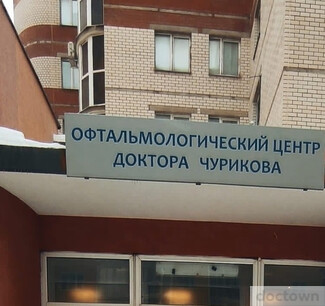 ОФТАЛЬМОЛОГИЧЕСКИЙ ЦЕНТР
ДОКТОРА ЧУРИКОВА
doctown